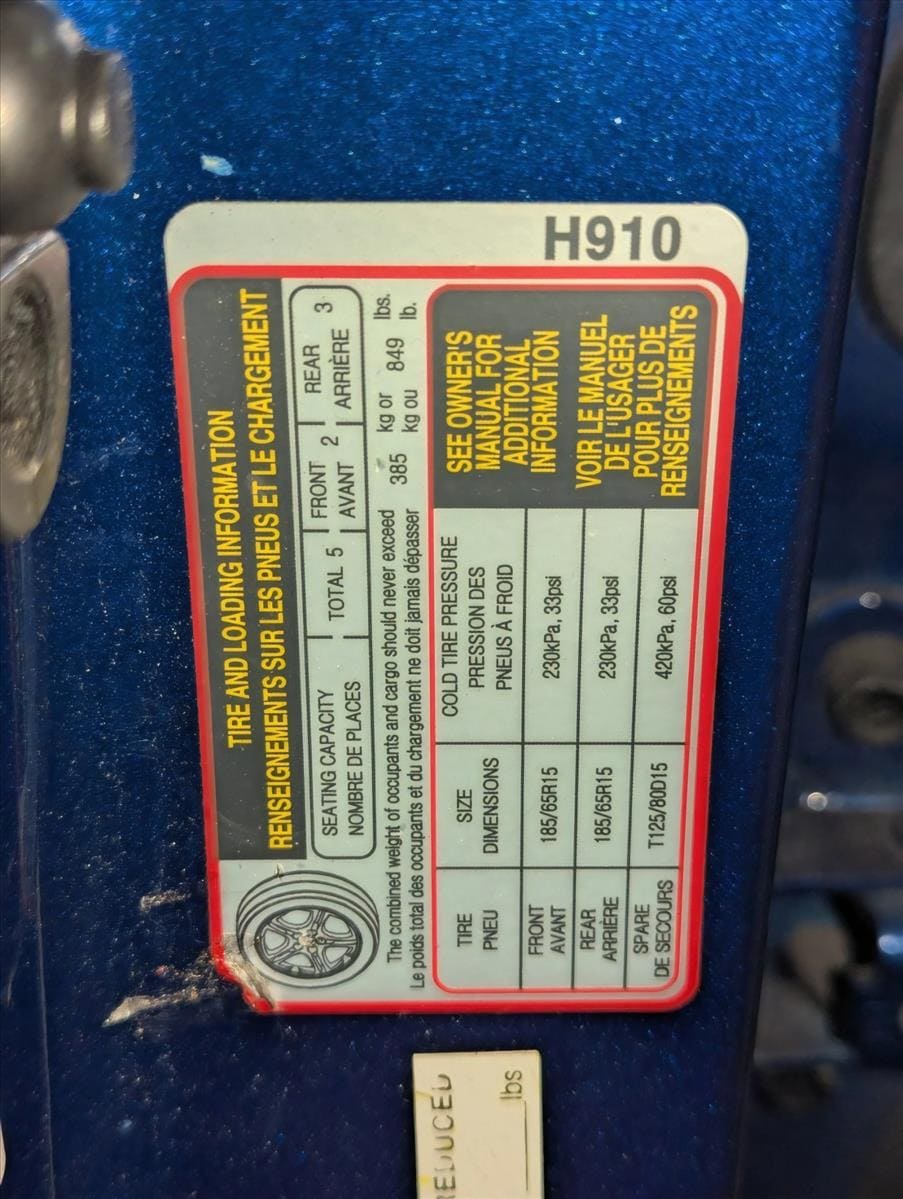 H910
TIRE AND LOADING INFORMATION
RENSEIGNEMENTS SUR LES PNEUS ET LE CHARGEMENT
SEATING CAPACITY
NOMBRE DE PLACES
TOTAL 5
FRONT
AVANT 2
REAR
ARRIÈRE 3
The combined weight of occupants and cargo should never exceed 385 kg or 849 lbs.
Le poids total des occupants et du chargement ne doit jamais dépasser kg ou lb.
TIRE SIZE COLD TIRE PRESSURE
PNEU DIMENSIONS PRESSION DES
PNEUS À FROID
FRONT
AVANT 185/65R15 230kPa, 33psi
REAR
ARRIÈRE 185/65R15 230kPa, 33psi
SPARE
DE SECOURS T125/80D15 420kPa, 60psi
SEE OWNER'S
MANUAL FOR
ADDITIONAL
INFORMATION
VOIR LE MANUEL
DE L'USAGER
POUR PLUS DE
RENSEIGNEMENTS
REDUCED
lbs